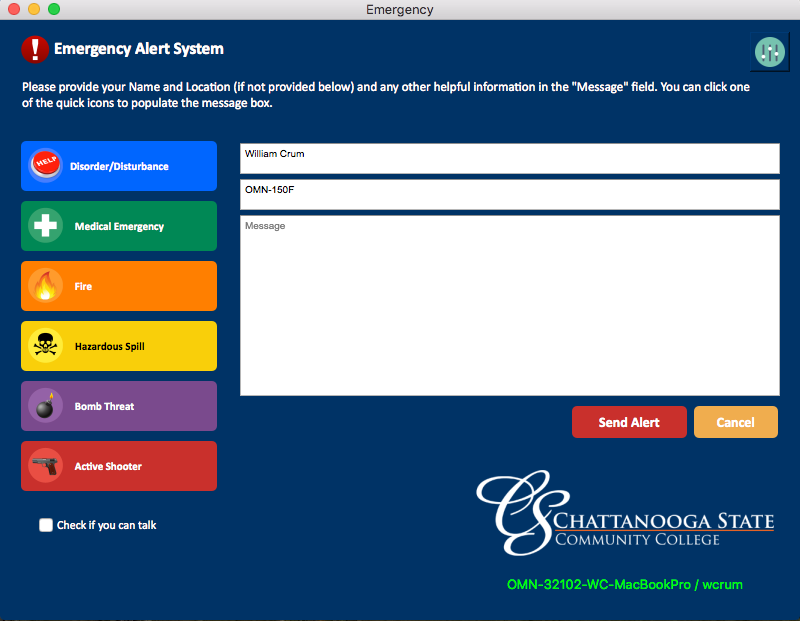 Emergency
Emergency Alert System
Please provide your Name and Location (if not provided below) and any other helpful information in the "Message" field. You can click one
of the quick icons to populate the message box.
HELP
Disorder/Disturbance
Medical Emergency
Fire
Hazardous Spill
Bomb Threat
Active Shooter
Check if you can talk
William Crum
OMN-150F
Message
Send Alert
Cancel
CS
CHATTANOOGA STATE
COMMUNITY COLLEGE
OMN-32102-WC-MacBookPro / wcrum